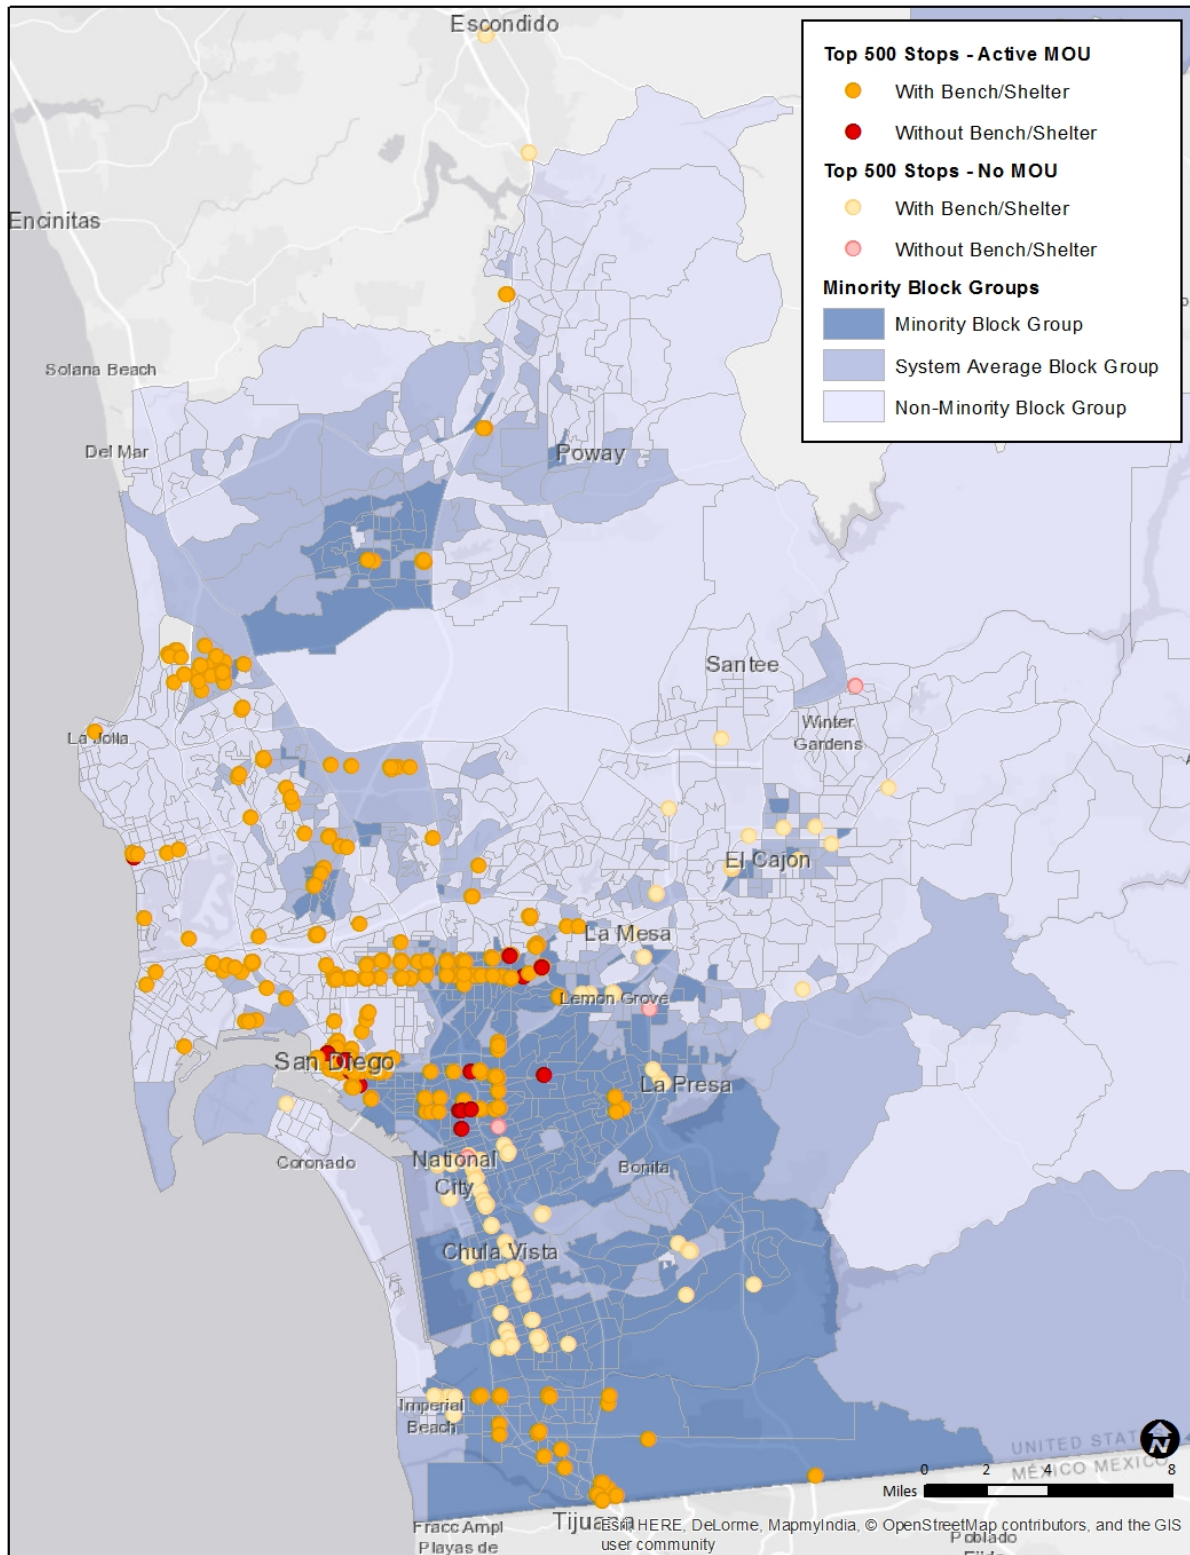 Escondido
Top 500 Stops - Active MOU
With Bench/Shelter
Without Bench/Shelter
Top 500 Stops - No MOU
With Bench/Shelter
Without Bench/Shelter
Minority Block Groups
Minority Block Group
System Average Block Group
Non-Minority Block Group
Encinitas
Solana Beach
Del Mar
Poway
Santee
La Jolla
Winter
Gardens
El Cajon
La Mesa
Lemon Grove
San Diego
La Presa
Coronado
National
City
Bonita
Chula Vista
Imperial
Beach
N
UNITED STATES
MÉXICO MEXICO
0 2 4 8
Miles
Fracc Ampl
Playas de
Tijuana
Esri, HERE, DeLorme, MapmyIndia, © OpenStreetMap contributors, and the GIS
user community
Poblado